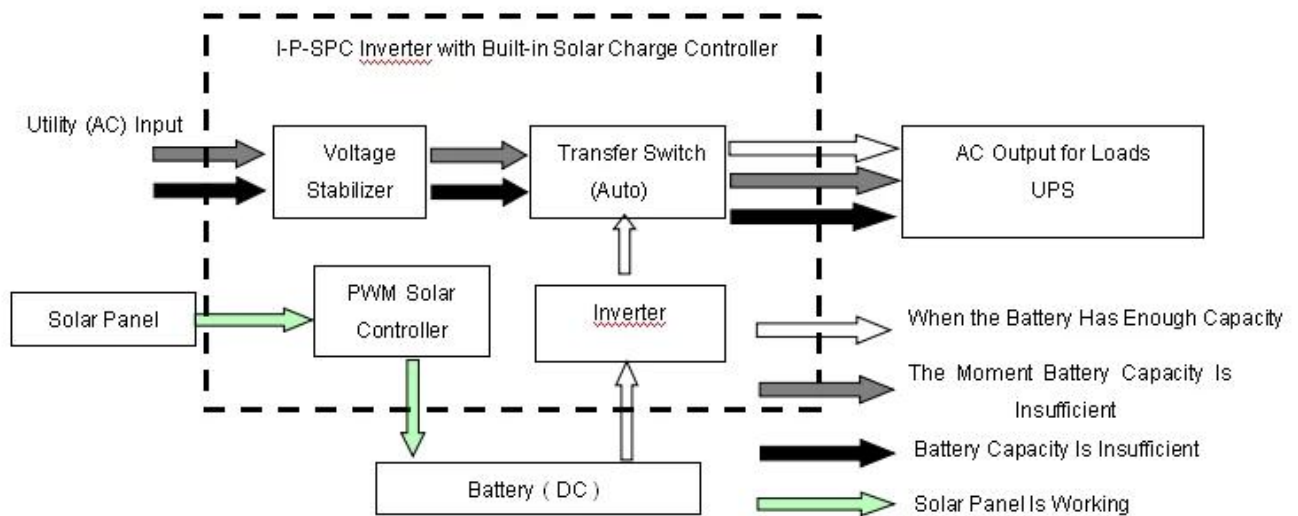 I-P-SPC Inverter with Built-in Solar Charge Controller
Utility (AC) Input
Voltage
Stabilizer
Transfer Switch
(Auto)
AC Output for Loads
UPS
Solar Panel
PWM Solar
Controller
Inverter
Battery ( DC )
When the Battery Has Enough Capacity
The Moment Battery Capacity Is
Insufficient
Battery Capacity Is Insufficient
Solar Panel Is Working